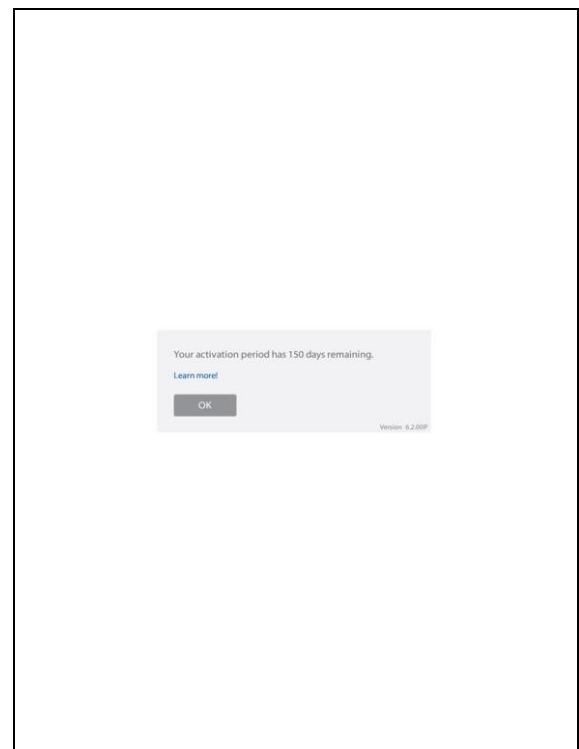 Your activation period has 150 days remaining.
Learn more!
OK
Version 6.2.00P